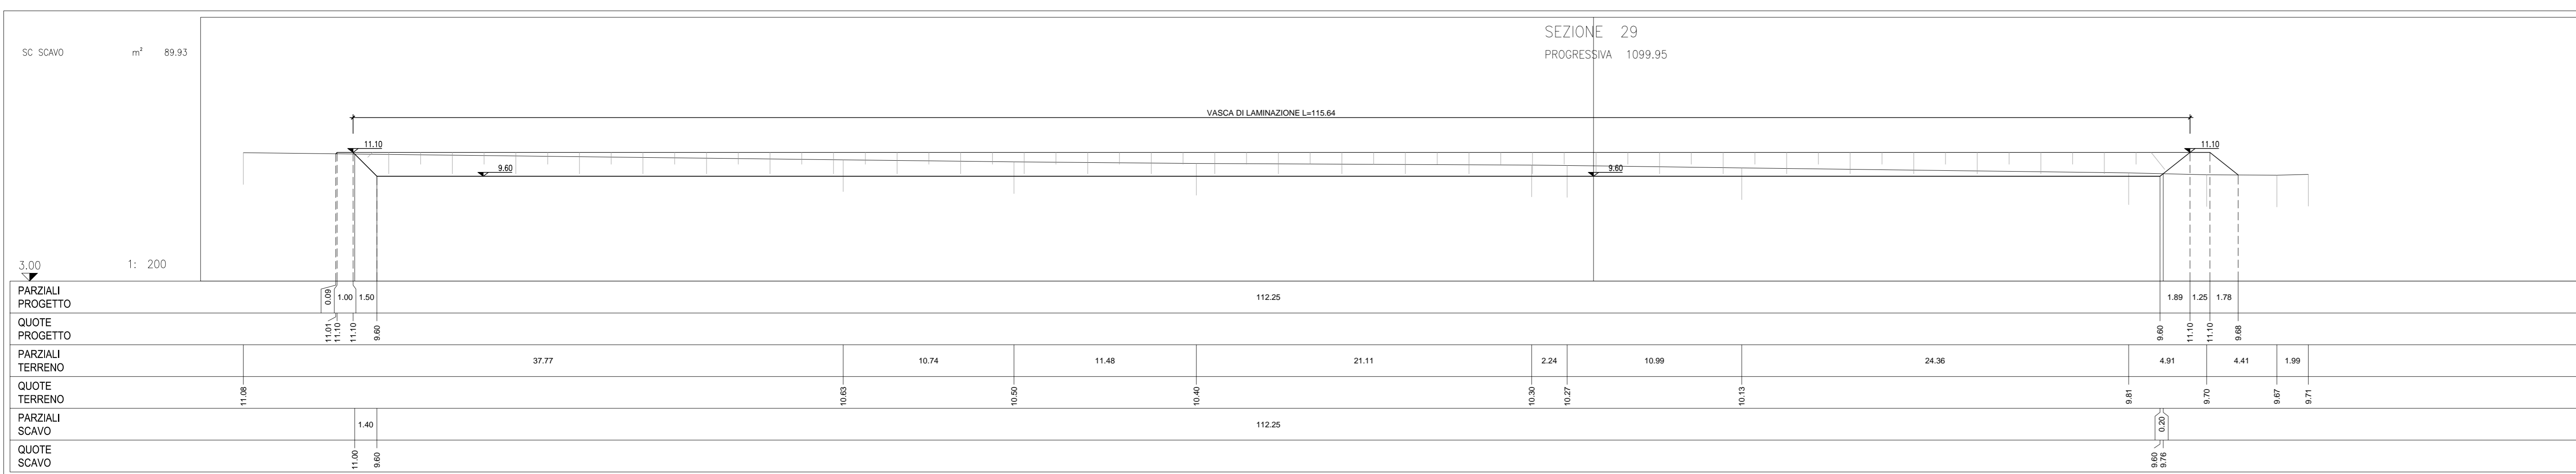 SEZIONE 29
SC SCAVO m² 89.93
PROGRESSIVA 1099.95
VASCA DI LAMINAZIONE L=115.64
11.10
11.10
9.60
9.60
3.00
1: 200
PARZIALI PROGETTO
0.09 1.00 1.50 112.25 1.89 1.25 1.78
QUOTE PROGETTO
11.01 11.10 11.10 9.60 9.60 11.10 11.10 9.68
PARZIALI TERRENO
37.77 10.74 11.48 21.11 2.24 10.99 24.36 4.91 4.41 1.99
QUOTE TERRENO
11.08 10.63 10.50 10.40 10.30 10.27 10.13 9.81 9.70 9.67 9.71
PARZIALI SCAVO
1.40 112.25 0.20
QUOTE SCAVO
11.00 9.60 9.60 9.76